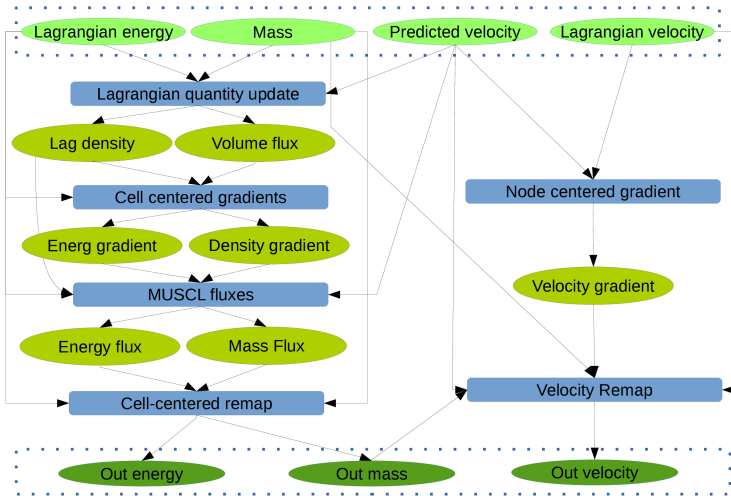 Lagrangian energy
Mass
Predicted velocity
Lagrangian velocity
Lagrangian quantity update
Lag density
Volume flux
Cell centered gradients
Node centered gradient
Energ gradient
Density gradient
MUSCL fluxes
Velocity gradient
Energy flux
Mass Flux
Cell-centered remap
Velocity Remap
Out energy
Out mass
Out velocity